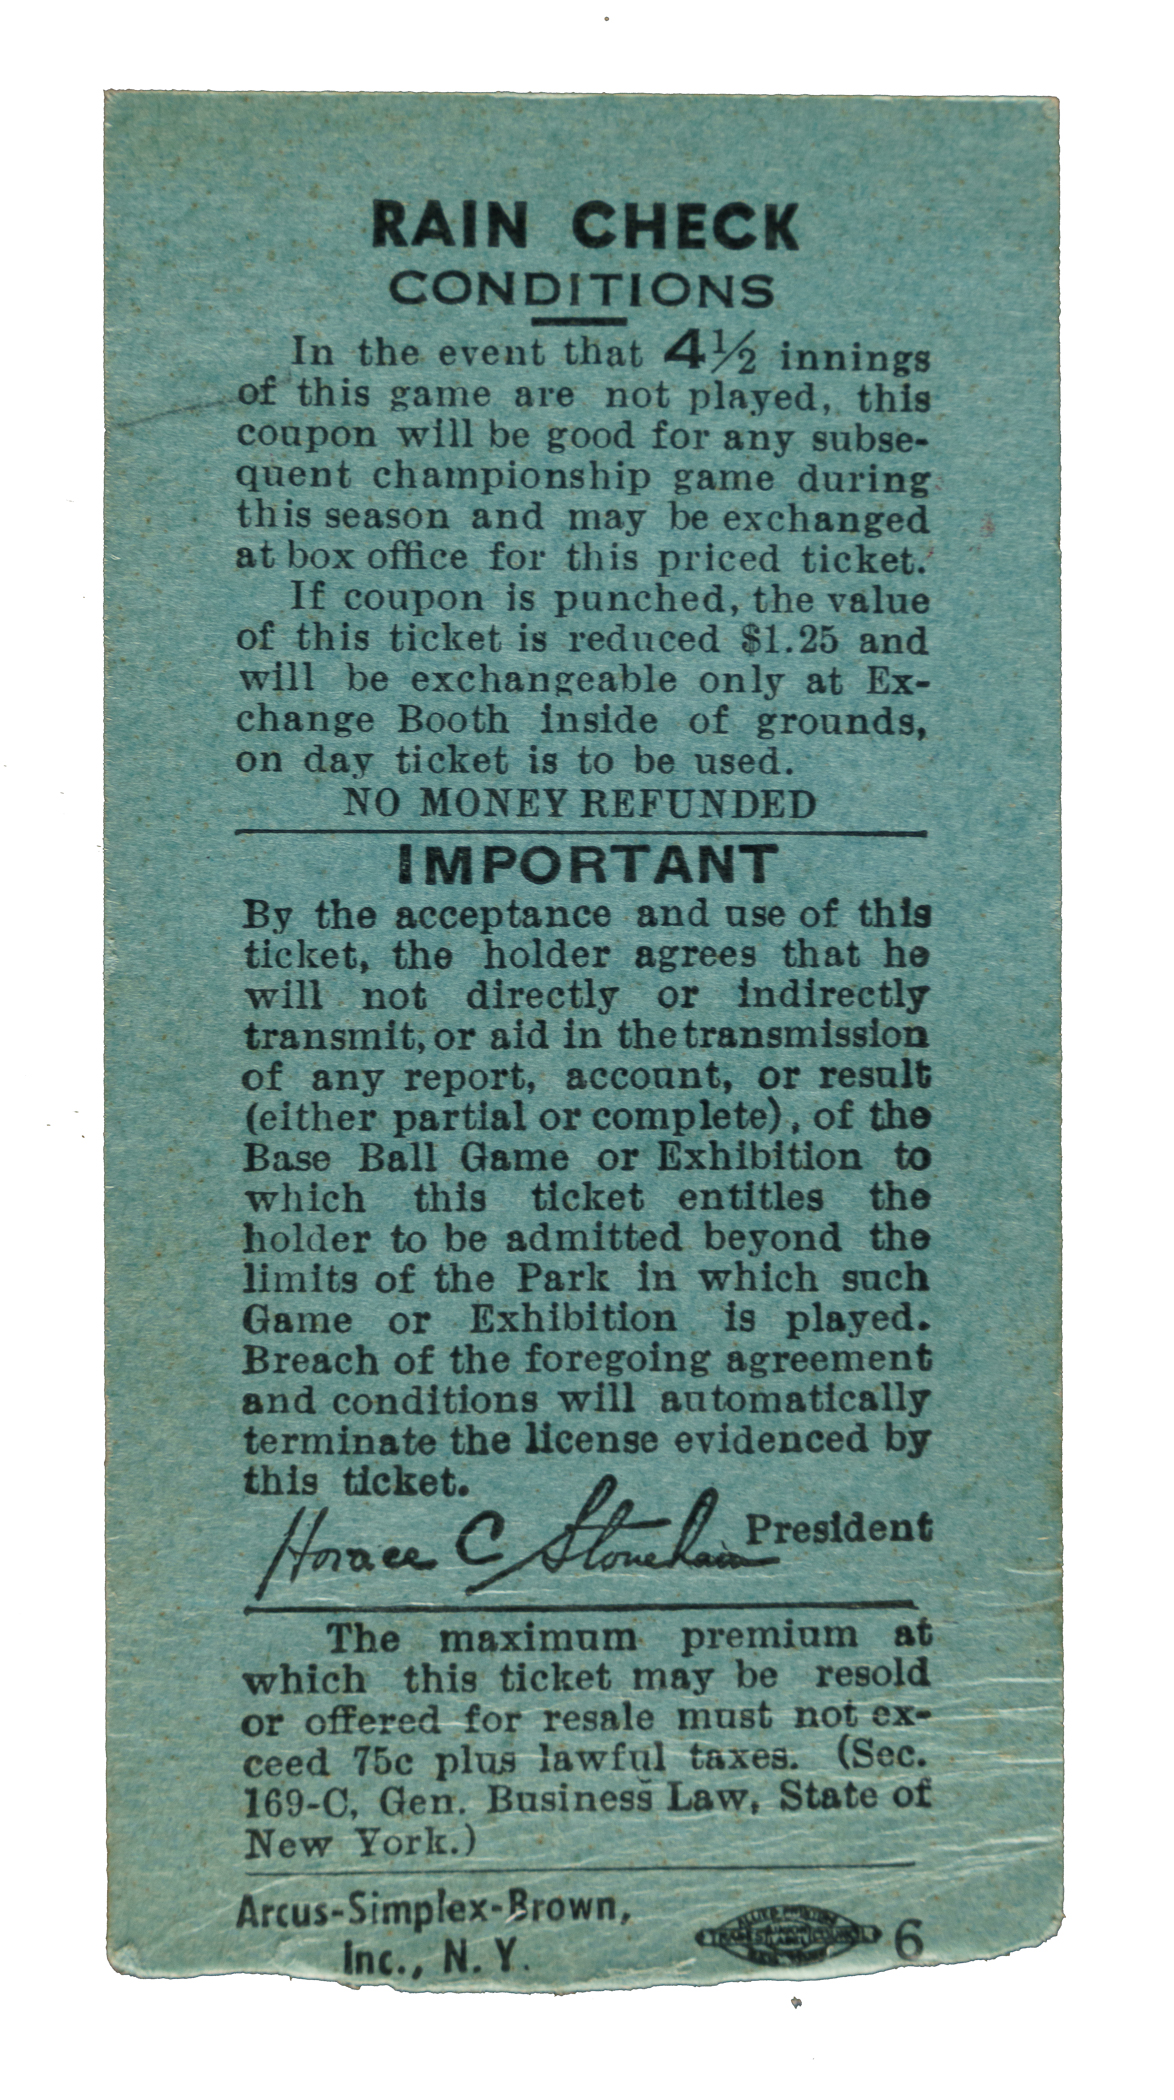 RAIN CHECK
CONDITIONS
In the event that 4½ innings
of this game are not played, this
coupon will be good for any subse-
quent championship game during
this season and may be exchanged
at box office for this priced ticket.
If coupon is punched, the value
of this ticket is reduced $1.25 and
will be exchangeable only at Ex-
change Booth inside of grounds,
on day ticket is to be used.
NO MONEY REFUNDED
IMPORTANT
By the acceptance and use of this
ticket, the holder agrees that he
will not directly or indirectly
transmit, or aid in the transmission
of any report, account, or result
(either partial or complete), of the
Base Ball Game or Exhibition to
which this ticket entitles the
holder to be admitted beyond the
limits of the Park in which such
Game or Exhibition is played.
Breach of the foregoing agreement
and conditions will automatically
terminate the license evidenced by
this ticket.
Horace C Stoneham President
The maximum premium at
which this ticket may be resold
or offered for resale must not ex-
ceed 75c plus lawful taxes. (Sec.
169-C, Gen. Business Law, State of
New York.)
Arcus-Simplex-Brown,
Inc., N. Y.
6